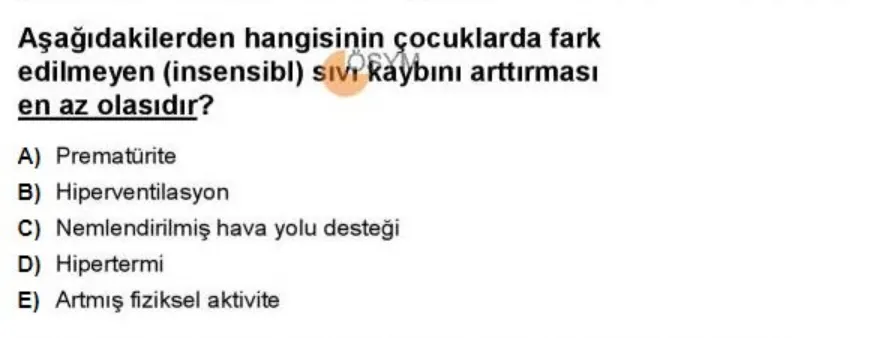 Aşağıdakilerden hangisinin çocuklarda fark
edilmeyen (insensibl) sıvı kaybını arttırması
en az olasıdır?
ÖSYM
A) Prematürite
B) Hiperventilasyon
C) Nemlendirilmiş hava yolu desteği
D) Hipertermi
E) Artmış fiziksel aktivite